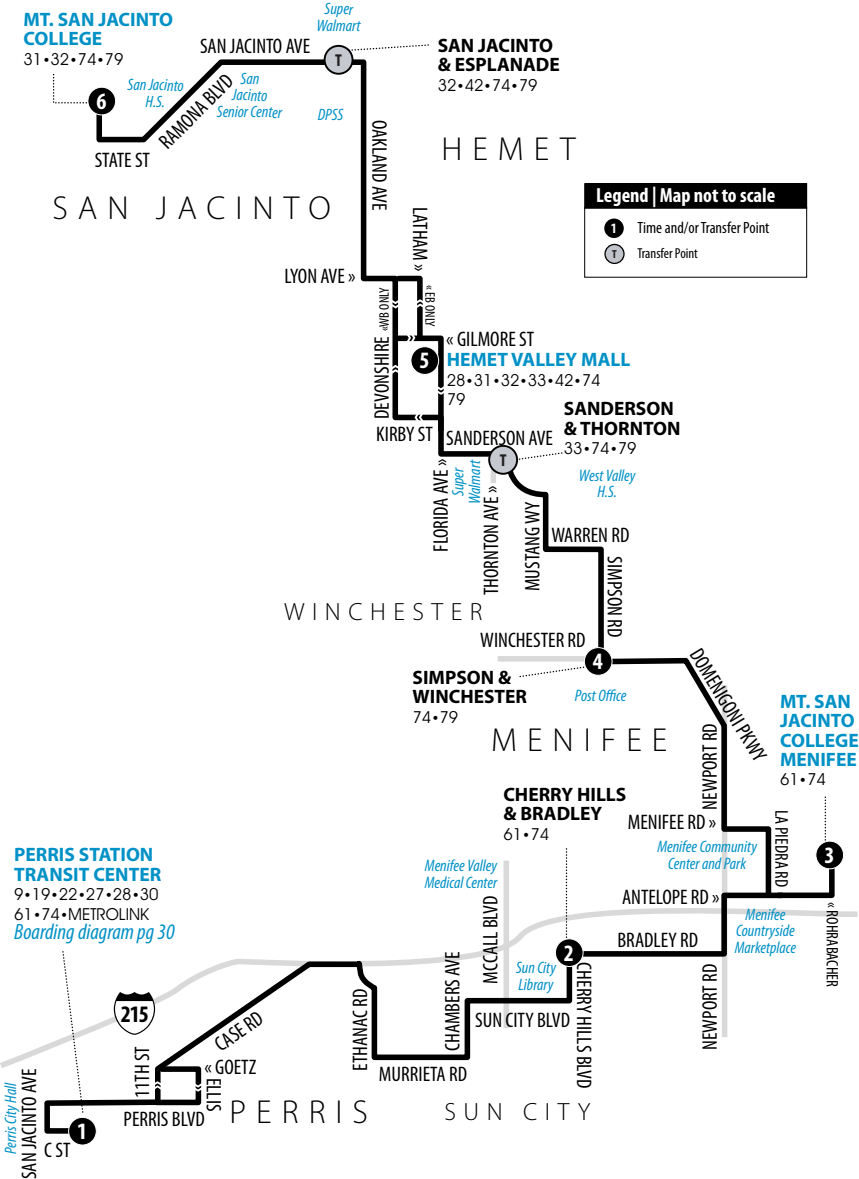 MT. SAN JACINTO
COLLEGE
31•32•74•79
Super
Walmart
SAN JACINTO AVE
T
SAN JACINTO
& ESPLANADE
32•42•74•79
6
San Jacinto
H.S.
RAMONA BLVD
San
Jacinto
Senior Center
DPSS
STATE ST
OAKLAND AVE
HEMET
SAN JACINTO
Legend | Map not to scale
1 Time and/or Transfer Point
T Transfer Point
LATHAM »
LYON AVE »
«WB ONLY
« EB ONLY
DEVONSHIRE
« GILMORE ST
5
HEMET VALLEY MALL
28•31•32•33•42•74
79
KIRBY ST
SANDERSON AVE
SANDERSON
& THORNTON
33•74•79
T
FLORIDA AVE »
Super
Walmart
THORNTON AVE »
West Valley
H.S.
MUSTANG WY
WARREN RD
SIMPSON RD
WINCHESTER
WINCHESTER RD
4
SIMPSON &
WINCHESTER
74•79
Post Office
DOMENIGONI PKWY
MENIFEE
NEWPORT RD
MT. SAN
JACINTO
COLLEGE
MENIFEE
61•74
CHERRY HILLS
& BRADLEY
61•74
MENIFEE RD »
LA PIEDRA RD
Menifee Community
Center and Park
3
ANTELOPE RD »
« ROHRABACHER
Menifee
Countryside
Marketplace
PERRIS STATION
TRANSIT CENTER
9•19•22•27•28•30
61•74•METROLINK
Boarding diagram pg 30
Menifee Valley
Medical Center
MCCALL BLVD
BRADLEY RD
2
Sun City
Library
CHERRY HILLS BLVD
NEWPORT RD
CHAMBERS AVE
SUN CITY BLVD
ETHANAC RD
MURRIETA RD
215
CASE RD
11TH ST
« GOETZ
ELLIS
PERRIS BLVD
PERRIS
SUN CITY
Perris City Hall
SAN JACINTO AVE
C ST
1